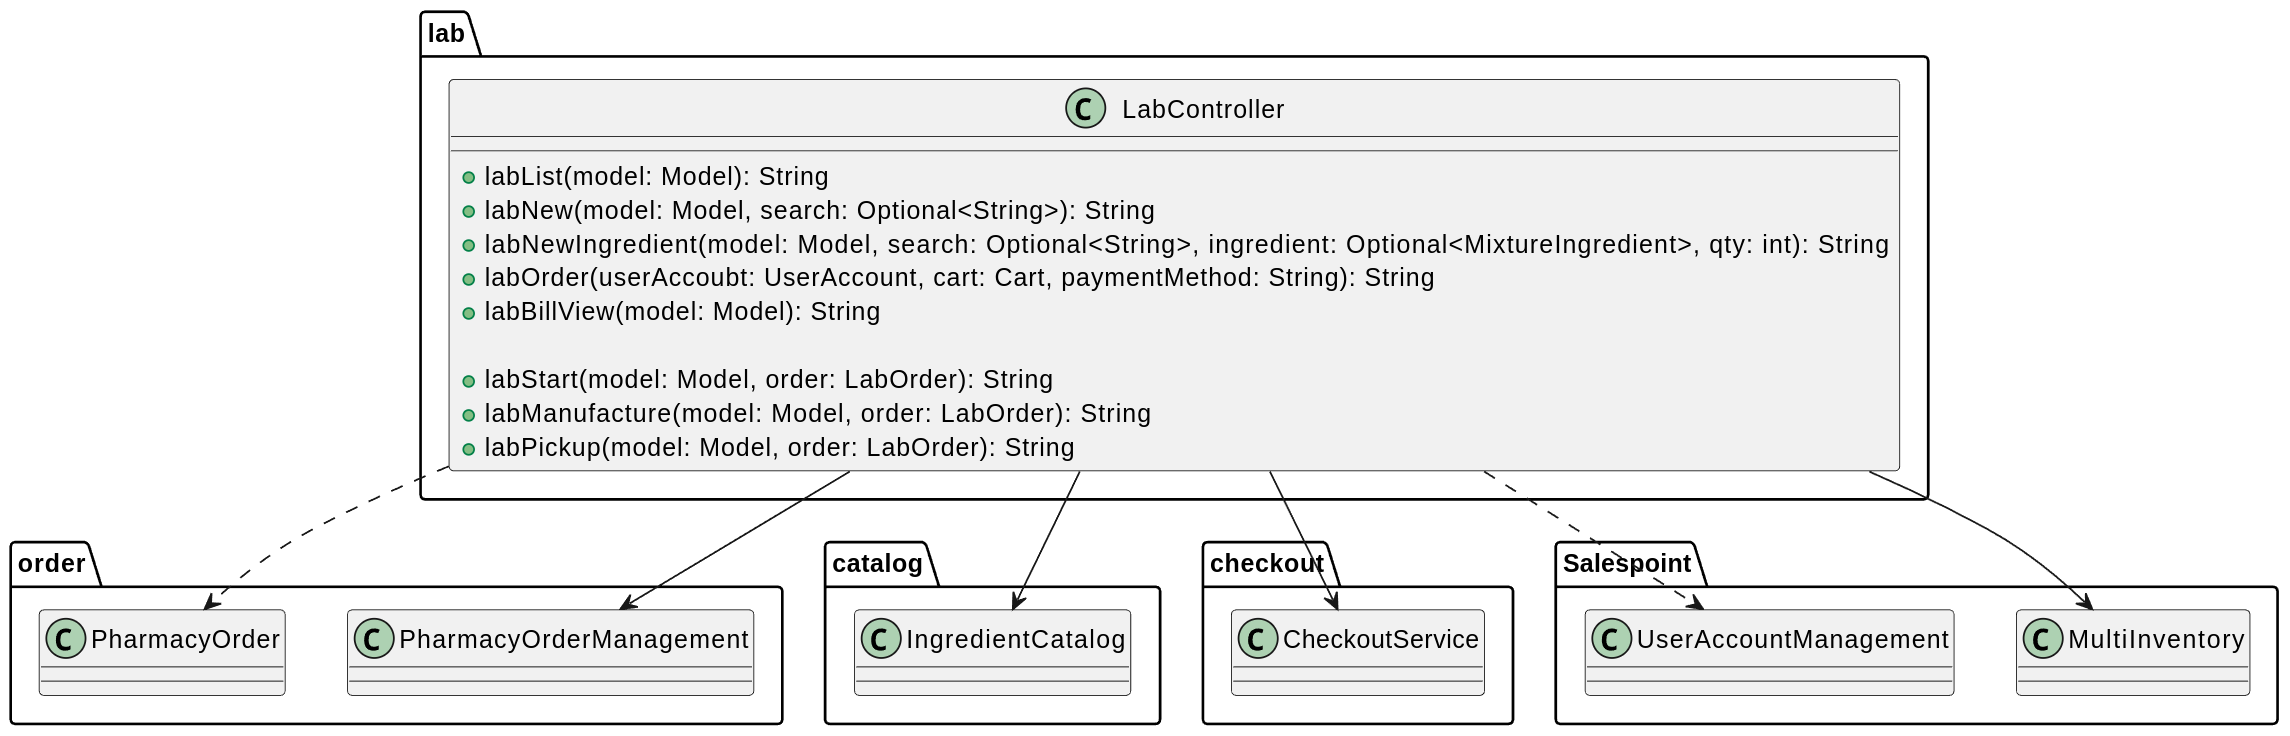 lab
C LabController
labList(model: Model): String
labNew(model: Model, search: Optional<String>): String
labNewIngredient(model: Model, search: Optional<String>, ingredient: Optional<MixtureIngredient>, qty: int): String
labOrder(userAccoubt: UserAccount, cart: Cart, paymentMethod: String): String
labBillView(model: Model): String
labStart(model: Model, order: LabOrder): String
labManufacture(model: Model, order: LabOrder): String
labPickup(model: Model, order: LabOrder): String
order
C PharmacyOrder
C PharmacyOrderManagement
catalog
C IngredientCatalog
checkout
C CheckoutService
Salespoint
C UserAccountManagement
C MultiInventory